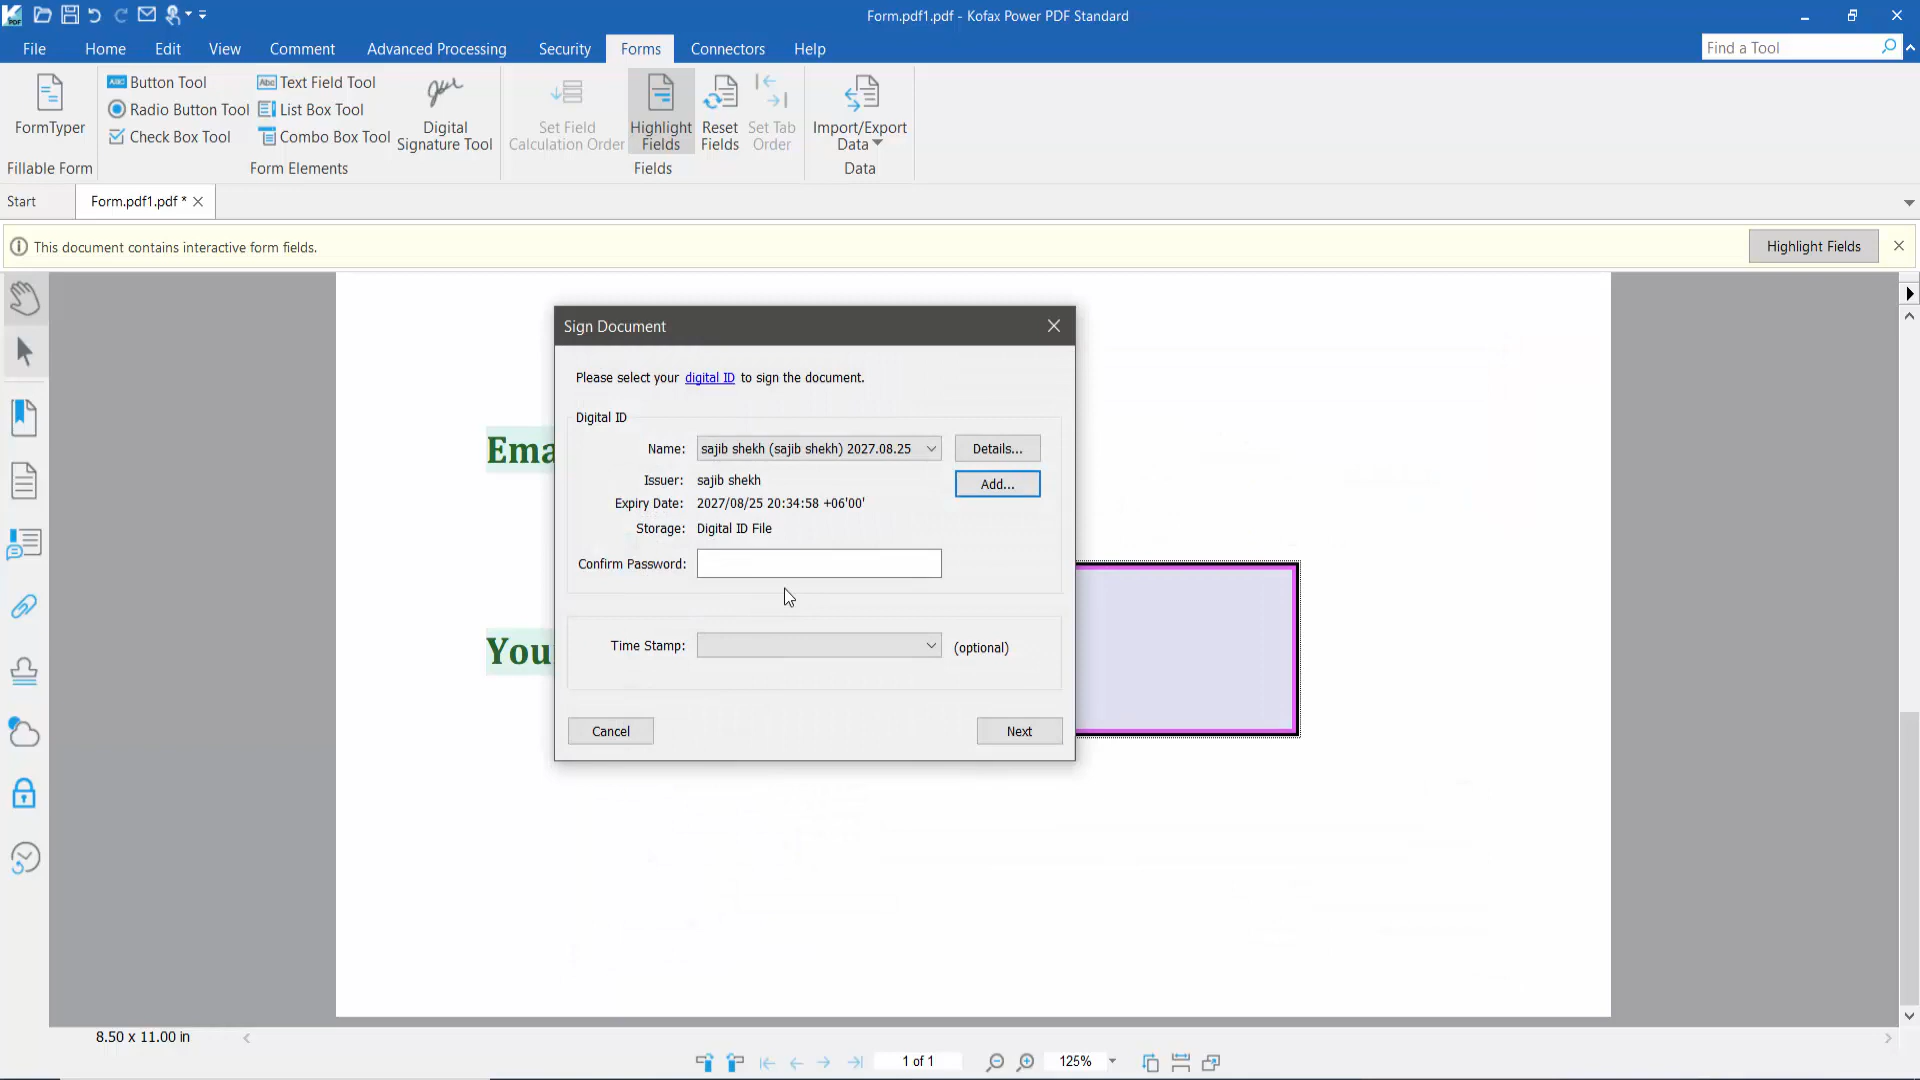 Form.pdf1.pdf - Kofax Power PDF Standard
File Home Edit View Comment Advanced Processing Security Forms Connectors Help
Find a Tool
FormTyper
Fillable Form
Button Tool
Radio Button Tool
Check Box Tool
Text Field Tool
List Box Tool
Combo Box Tool
Digital
Signature Tool
Form Elements
Set Field
Calculation Order
Highlight
Fields
Reset
Fields
Set Tab
Order
Fields
Import/Export
Data
Data
Start
Form.pdf1.pdf *
This document contains interactive form fields.
Highlight Fields
Ema
You
Sign Document
Please select your digital ID to sign the document.
Digital ID
Name: sajib shekh (sajib shekh) 2027.08.25 Details...
Issuer: sajib shekh
Add...
Expiry Date: 2027/08/25 20:34:58 +06'00'
Storage: Digital ID File
Confirm Password:
Time Stamp: (optional)
Cancel Next
8.50 x 11.00 in
1 of 1
125%